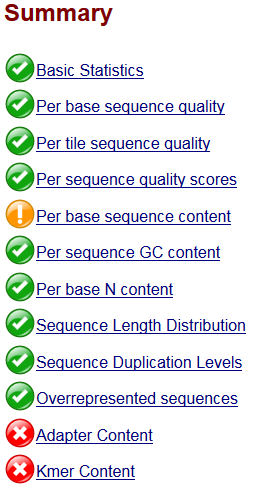 Summary
Basic Statistics
Per base sequence quality
Per tile sequence quality
Per sequence quality scores
Per base sequence content
Per sequence GC content
Per base N content
Sequence Length Distribution
Sequence Duplication Levels
Overrepresented sequences
Adapter Content
Kmer Content